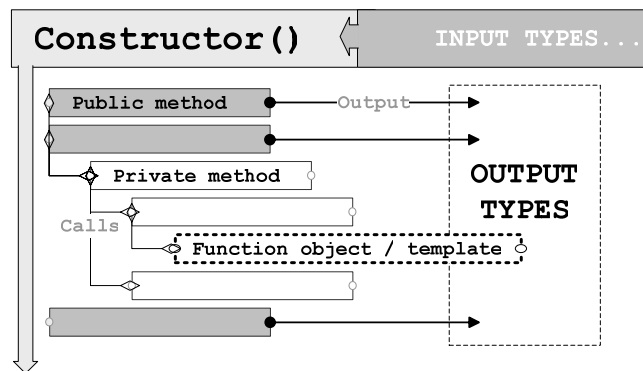 Constructor()
INPUT TYPES...
Public method
Output
Private method
OUTPUT
TYPES
Calls
Function object / template